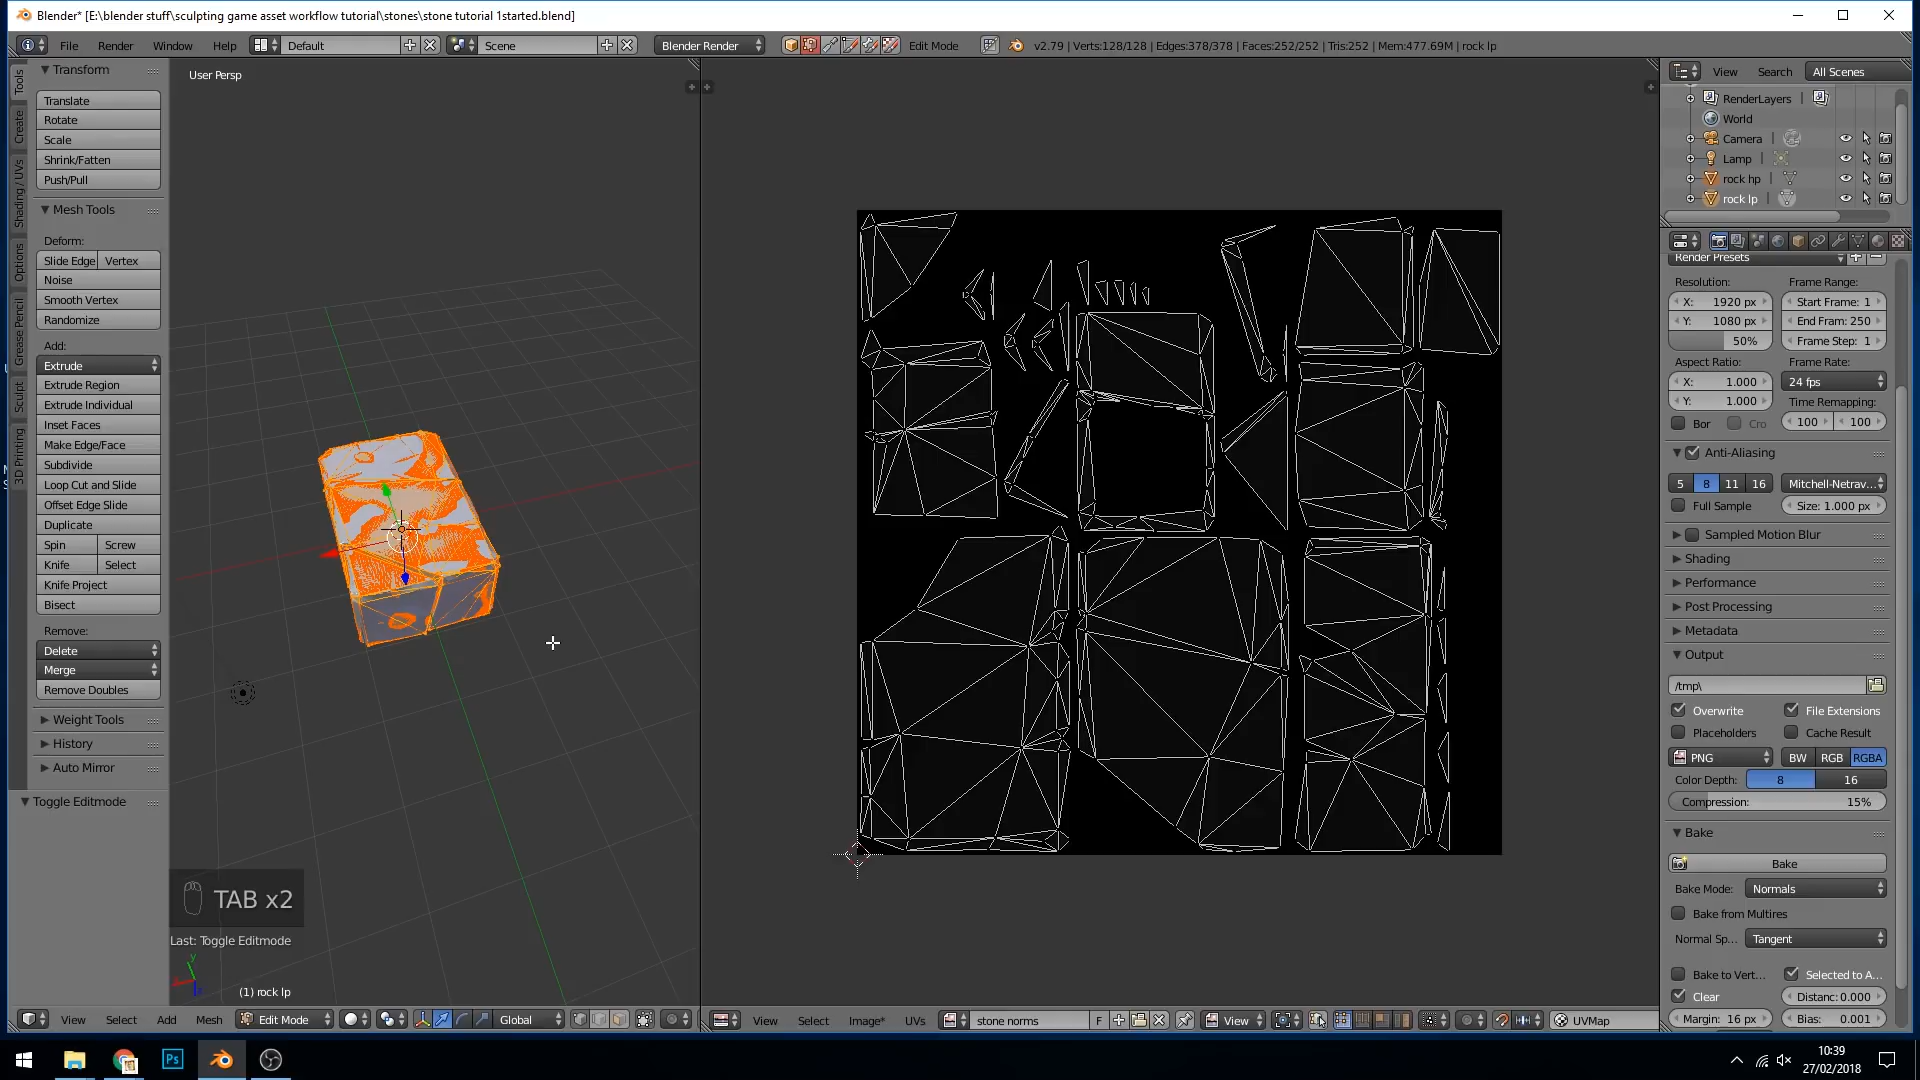 Blender* [E:\blender stuff\sculpting game asset workflow tutorial\stones\stone tutorial 1started.blend]
File Render Window Help Default Scene Blender Render Edit Mode v2.79 | Verts:128/128 | Edges:378/378 | Faces:252/252 | Tris:252 | Mem:477.69M | rock lp
Tools
Create
Shading / UVs
Options
Grease Pencil
Sculpt
3D Printing
Transform
Translate
Rotate
Scale
Shrink/Fatten
Push/Pull
Mesh Tools
Deform:
Slide Edge Vertex
Noise
Smooth Vertex
Randomize
Add:
Extrude
Extrude Region
Extrude Individual
Inset Faces
Make Edge/Face
Subdivide
Loop Cut and Slide
Offset Edge Slide
Duplicate
Spin Screw
Knife Select
Knife Project
Bisect
Remove:
Delete
Merge
Remove Doubles
Weight Tools
History
Auto Mirror
Toggle Editmode
User Persp
TAB x2
Last: Toggle Editmode
y
(1) rock lp
View Select Add Mesh Edit Mode Global
View Select Image* UVs stone norms F View UVMap
View Search All Scenes
RenderLayers
World
Camera
Lamp
rock hp
rock lp
Render Presets
Resolution: Frame Range:
X: 1920 px Start Frame: 1
Y: 1080 px End Fram: 250
50% Frame Step: 1
Aspect Ratio: Frame Rate:
X: 1.000 24 fps
Y: 1.000 Time Remapping:
Bor Cro 100 100
Anti-Aliasing
5 8 11 16 Mitchell-Netrav...
Full Sample Size: 1.000 px
Sampled Motion Blur
Shading
Performance
Post Processing
Metadata
Output
/tmp\
Overwrite File Extensions
Placeholders Cache Result
PNG BW RGB RGBA
Color Depth: 8 16
Compression: 15%
Bake
Bake
Bake Mode: Normals
Bake from Multires
Normal Sp... Tangent
Bake to Vert... Selected to A...
Clear Distanc: 0.000
Margin: 16 px Bias: 0.001
Ps
10:39
27/02/2018